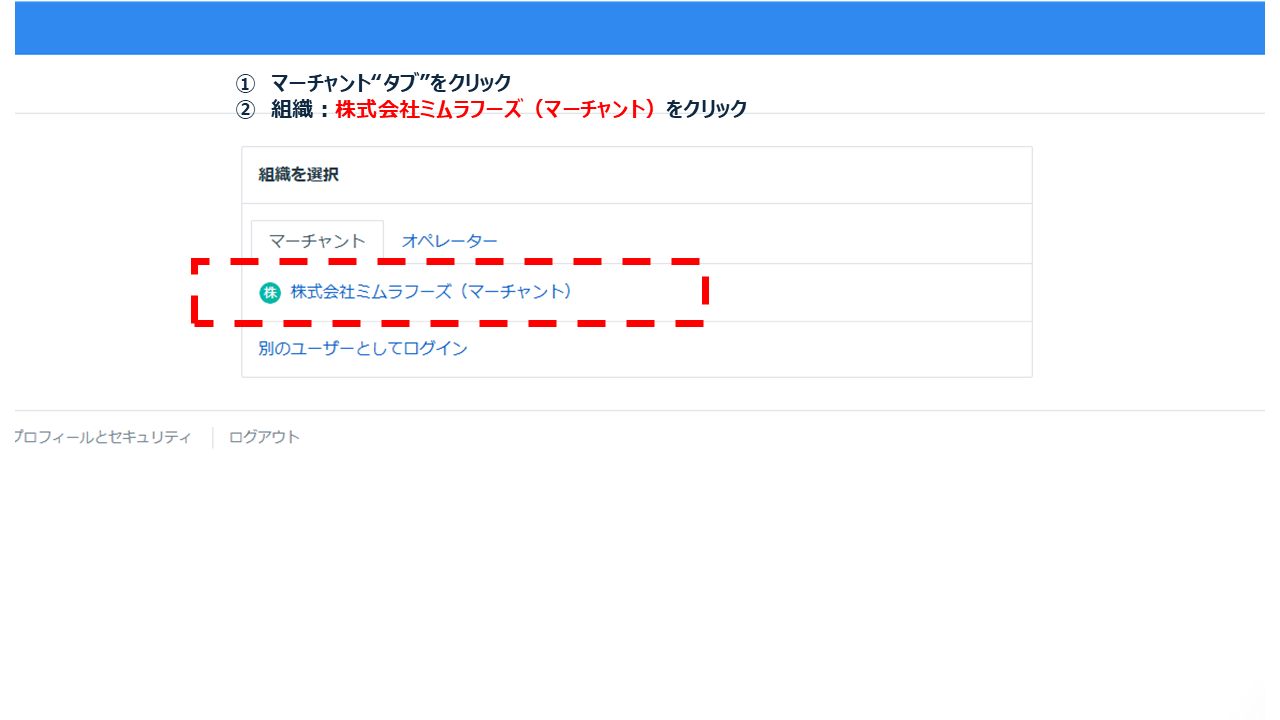 ① マーチャント“タブ”をクリック
② 組織：株式会社ミムラフーズ（マーチャント）をクリック
組織を選択
マーチャント オペレーター
株 株式会社ミムラフーズ（マーチャント）
別のユーザーとしてログイン
プロフィールとセキュリティ ログアウト